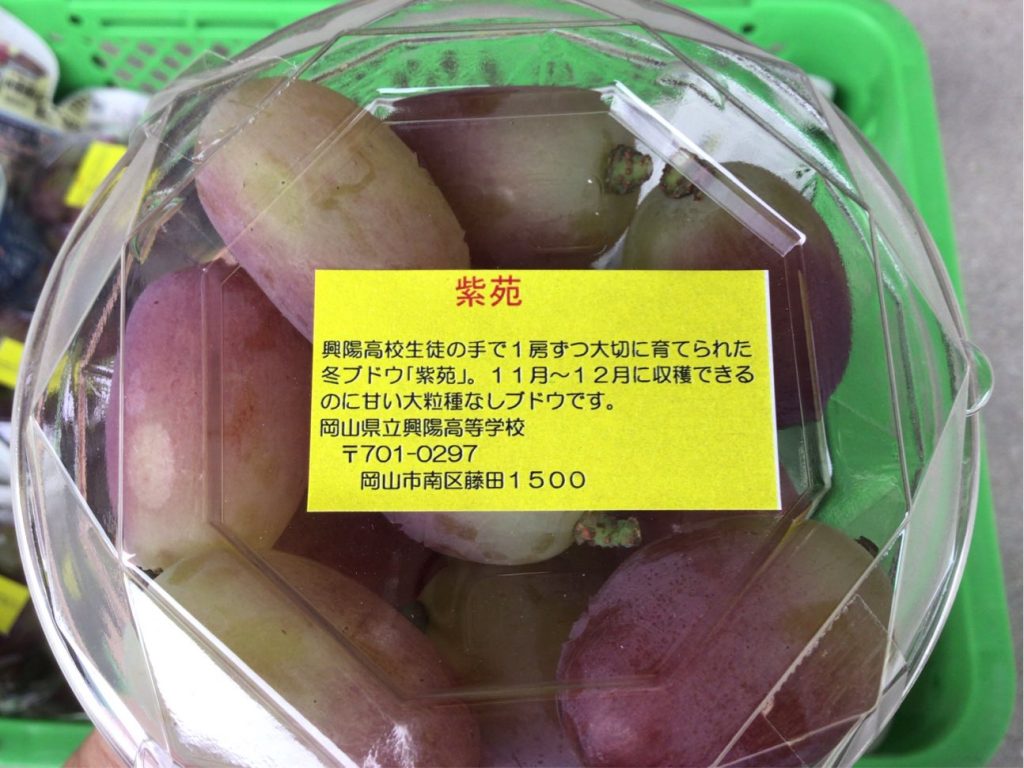 紫苑
興陽高校生徒の手で１房ずつ大切に育てられた
冬ブドウ｢紫苑｣。１１月～１２月に収穫できる
のに甘い大粒種なしブドウです。
岡山県立興陽高等学校
〒701-0297
岡山市南区藤田１５００